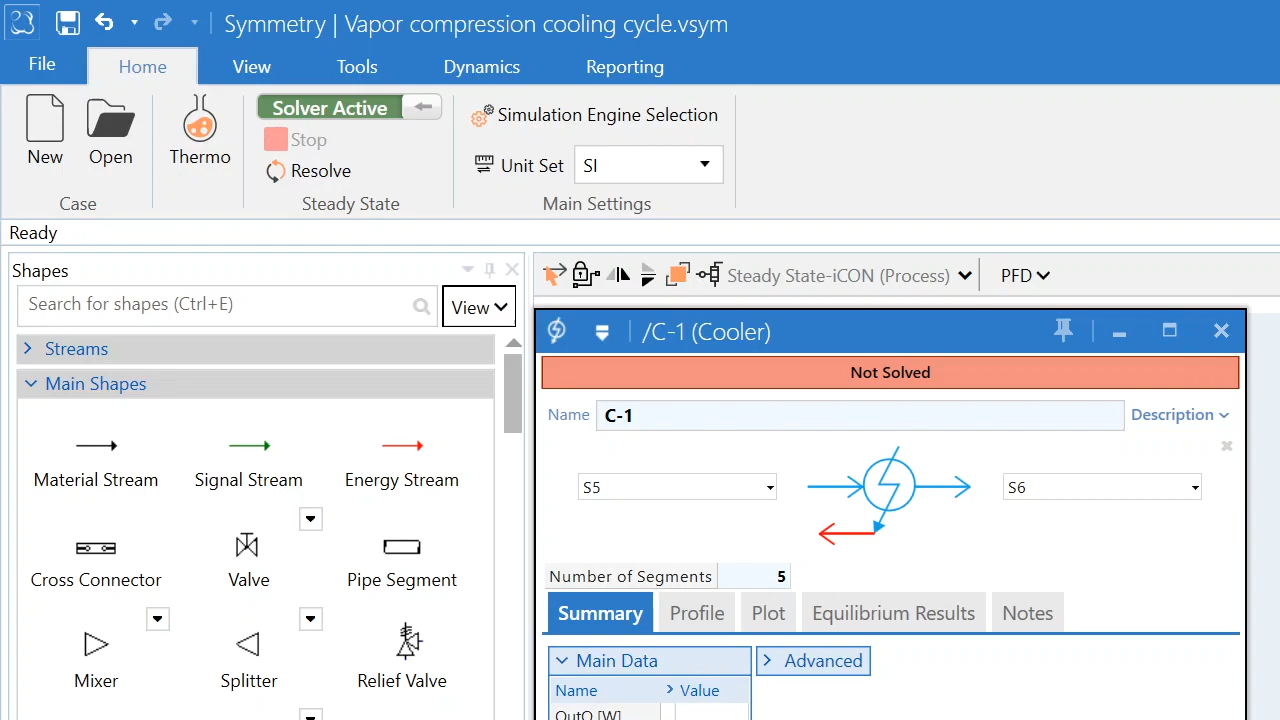 Symmetry | Vapor compression cooling cycle.vsym
File Home View Tools Dynamics Reporting
New Open Thermo
Case
Solver Active
Stop
Resolve
Steady State
Simulation Engine Selection
Unit Set SI
Main Settings
Ready
Shapes
Search for shapes (Ctrl+E) View
Streams
Main Shapes
Material Stream Signal Stream Energy Stream
Cross Connector Valve Pipe Segment
Mixer Splitter Relief Valve
Steady State-iCON (Process) PFD
/C-1 (Cooler)
Not Solved
Name C-1 Description
S5 S6
Number of Segments 5
Summary Profile Plot Equilibrium Results Notes
Main Data Advanced
Name Value
OutQ [W]